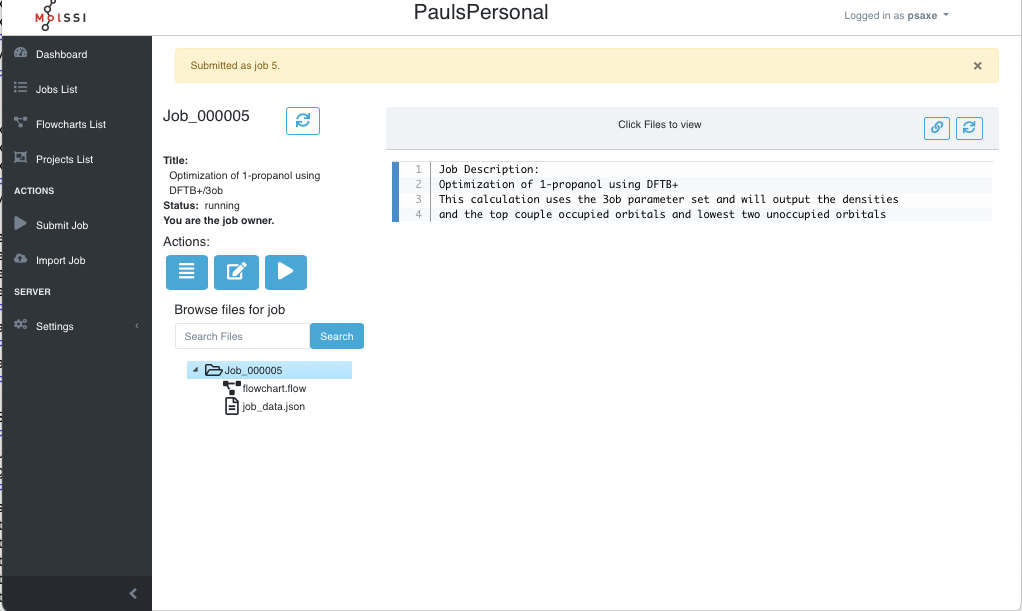 MolSSI
PaulsPersonal
Logged in as psaxe
Dashboard
Jobs List
Flowcharts List
Projects List
ACTIONS
Submit Job
Import Job
SERVER
Settings
Submitted as job 5.
×
Job_000005
Title:
Optimization of 1-propanol using
DFTB+/3ob
Status: running
You are the job owner.
Actions:
Browse files for job
Search Files
Search
Job_000005
flowchart.flow
job_data.json
Click Files to view
1 Job Description:
2 Optimization of 1-propanol using DFTB+
3 This calculation uses the 3ob parameter set and will output the densities
4 and the top couple occupied orbitals and lowest two unoccupied orbitals